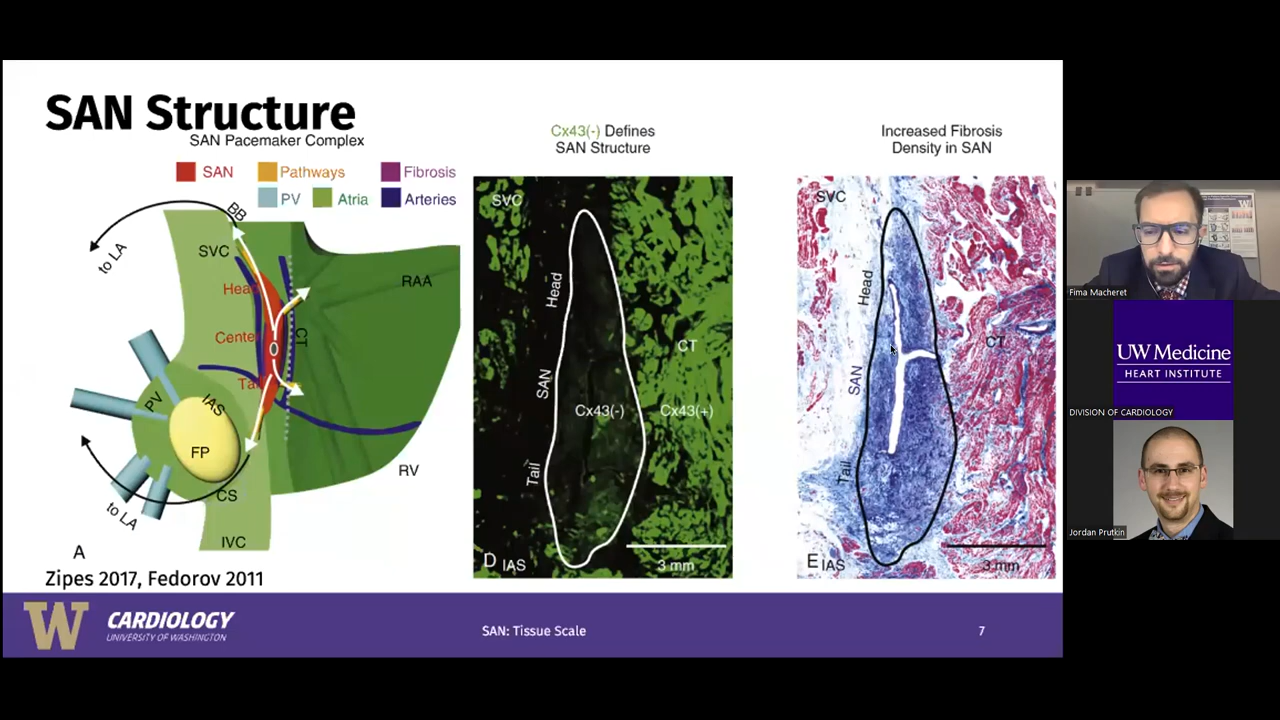 SAN Structure
SAN Pacemaker Complex
SAN
Pathways
Fibrosis
PV
Atria
Arteries
BB
to LA
SVC
RAA
Head
Center
CT
Tail
PV
IAS
FP
RV
CS
to LA
IVC
A
Zipes 2017, Fedorov 2011
Cx43(-) Defines
SAN Structure
SVC
Head
CT
SAN
Cx43(-)
Cx43(+)
Tail
D
IAS
3 mm
Increased Fibrosis
Density in SAN
SVC
Head
CT
SAN
Tail
E
IAS
3 mm
W
CARDIOLOGY
UNIVERSITY OF WASHINGTON
SAN: Tissue Scale
7
Fima Macheret
UW Medicine
HEART INSTITUTE
DIVISION OF CARDIOLOGY
Jordan Prutkin